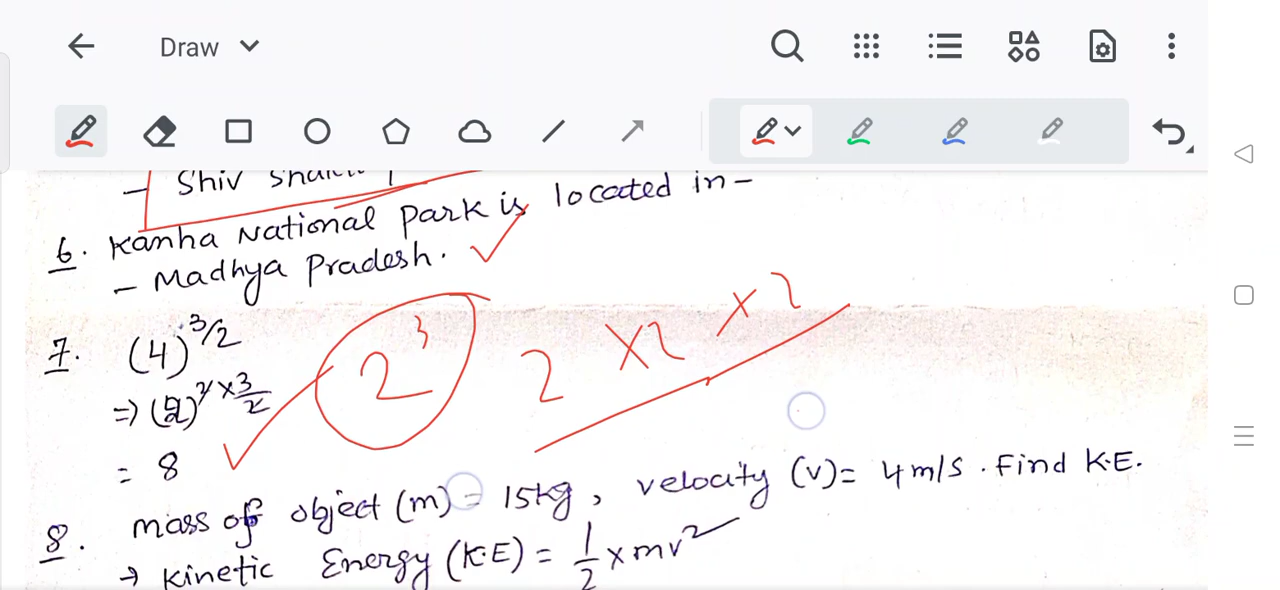 Draw
- Shiv Shakti P
6. Kanha National Park is located in -
- Madhya Pradesh.
7. (4)^3/2
2^3
2 × 2 × 2
=> (2)^2 × 3/2
= 8
8. mass of object (m) = 15kg, velocity (v) = 4 m/s. Find K.E.
→ Kinetic Energy (K.E) = 1/2 × mv^2